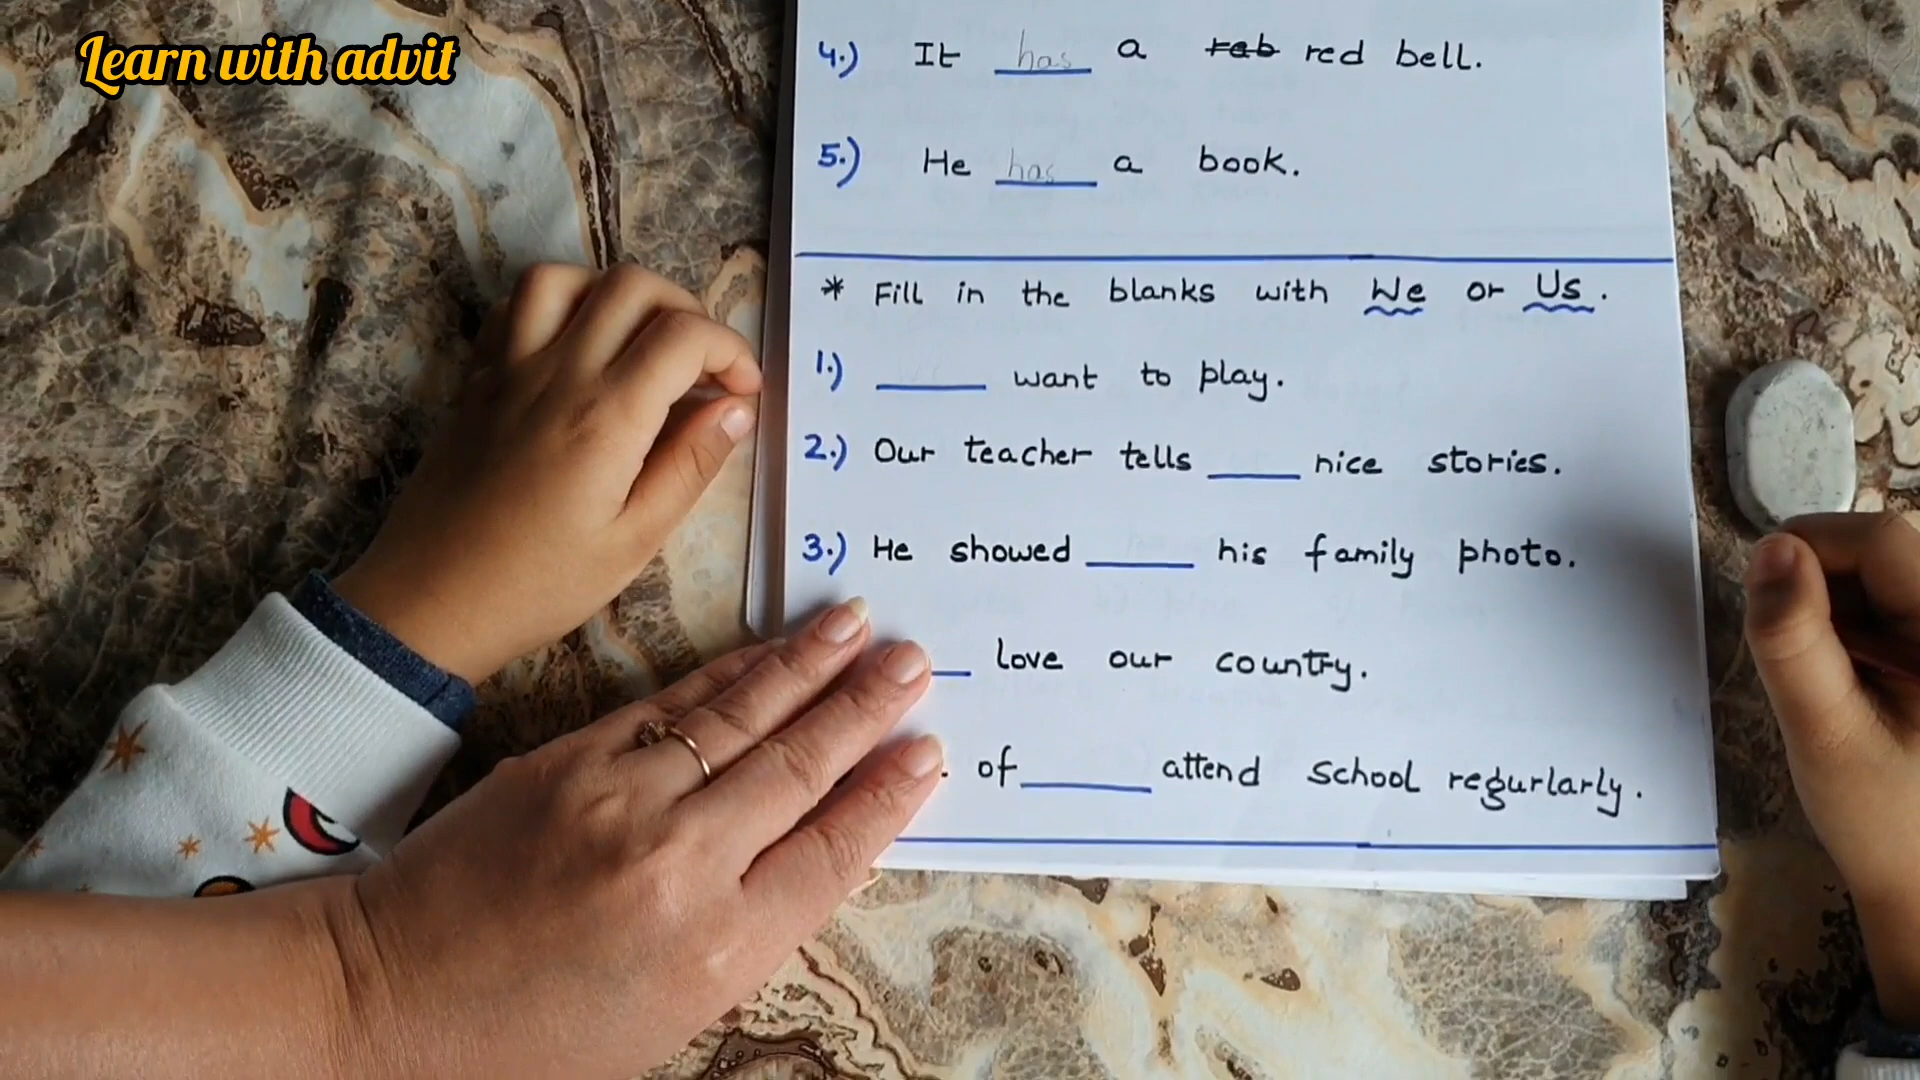 Learn with advit
4.) It has a reb red bell.
5.) He has a book.
* Fill in the blanks with We or Us.
1.) ____ want to play.
2.) Our teacher tells ____ nice stories.
3.) He showed ____ his family photo.
__ love our country.
. of ____ attend School regurlarly.